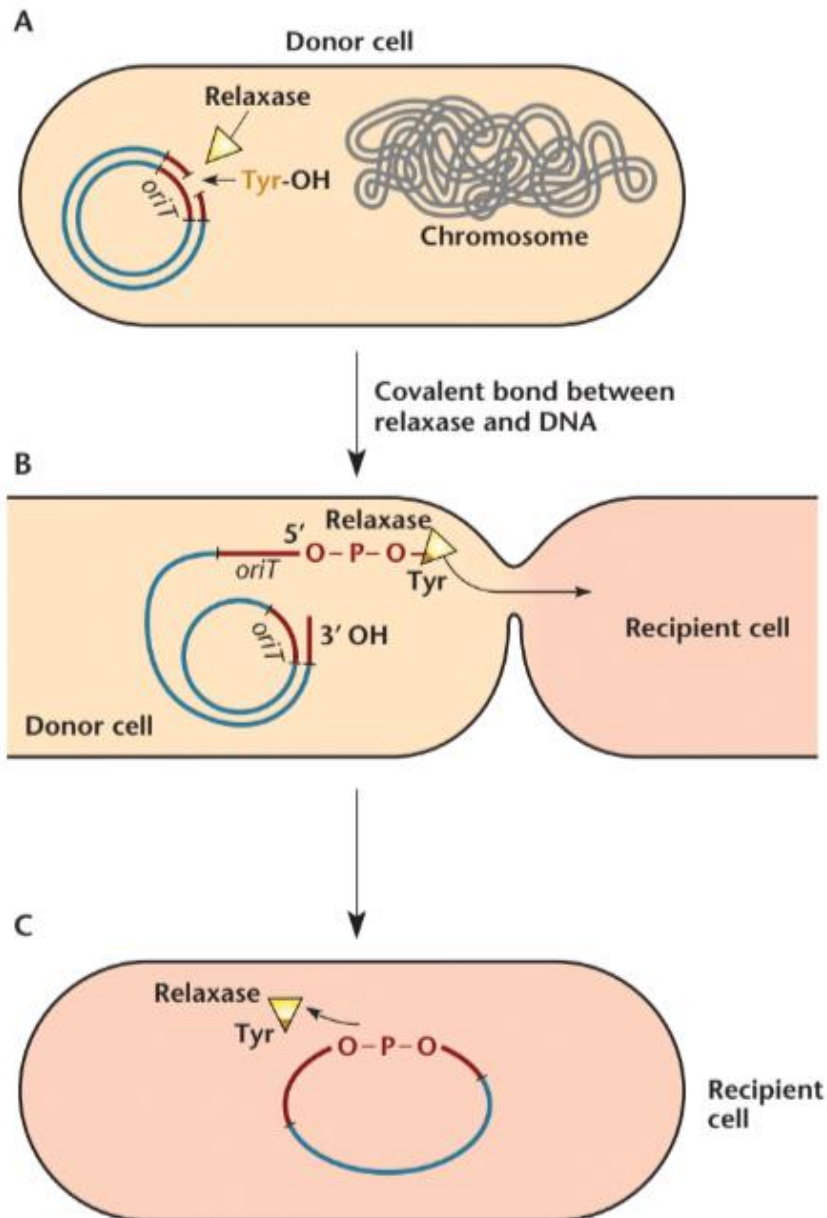 A
Donor cell
Relaxase
oriT
Tyr-OH
Chromosome
Covalent bond between
relaxase and DNA
B
5′ Relaxase
O–P–O
oriT
Tyr
oriT
3′ OH
Recipient cell
Donor cell
C
Relaxase
Tyr
O–P–O
Recipient
cell